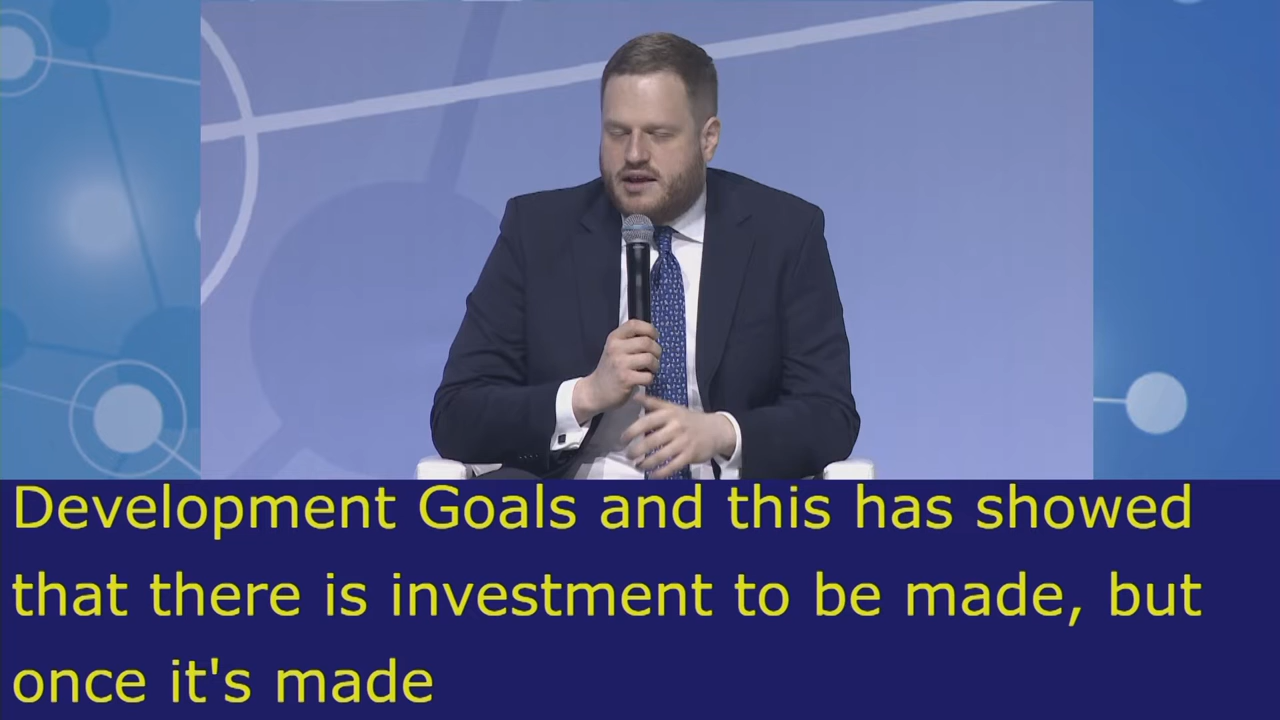 Development Goals and this has showed
that there is investment to be made, but
once it's made